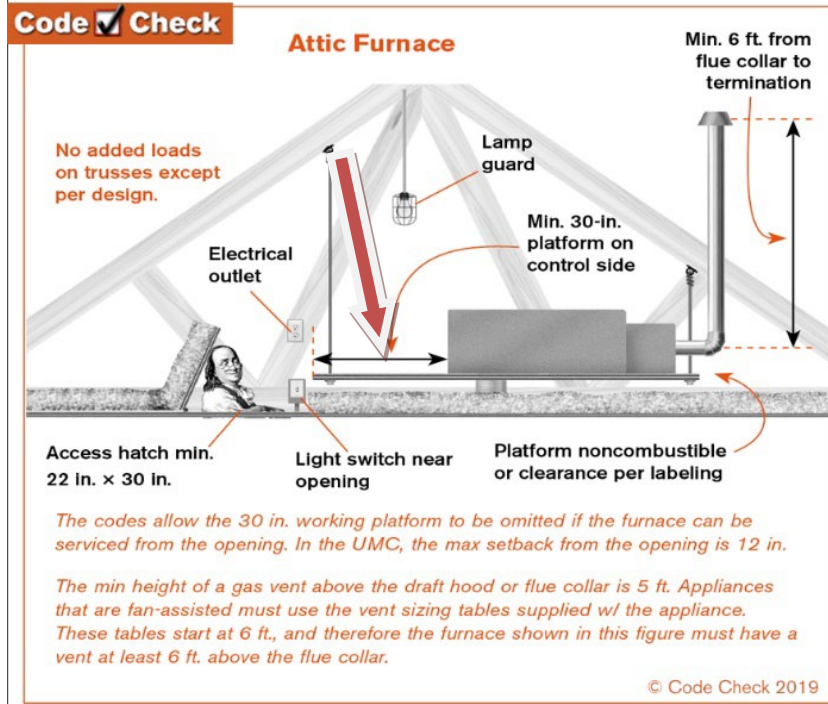 Code Check
Attic Furnace
Min. 6 ft. from
flue collar to
termination
No added loads
on trusses except
per design.
Lamp
guard
Min. 30-in.
platform on
control side
Electrical
outlet
Access hatch min.
22 in. × 30 in.
Light switch near
opening
Platform noncombustible
or clearance per labeling
The codes allow the 30 in. working platform to be omitted if the furnace can be
serviced from the opening. In the UMC, the max setback from the opening is 12 in.
The min height of a gas vent above the draft hood or flue collar is 5 ft. Appliances
that are fan-assisted must use the vent sizing tables supplied w/ the appliance.
These tables start at 6 ft., and therefore the furnace shown in this figure must have a
vent at least 6 ft. above the flue collar.
© Code Check 2019